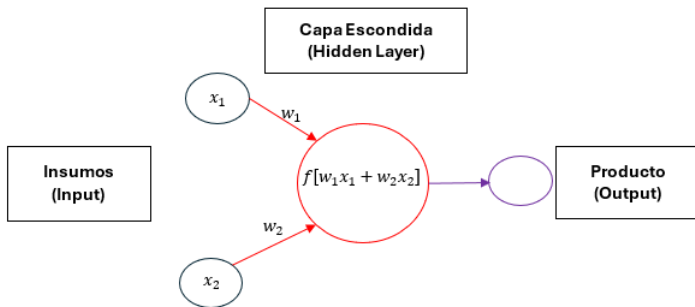 Capa Escondida
(Hidden Layer)
x₁
w₁
Insumos
(Input)
f[w₁x₁ + w₂x₂]
Producto
(Output)
w₂
x₂